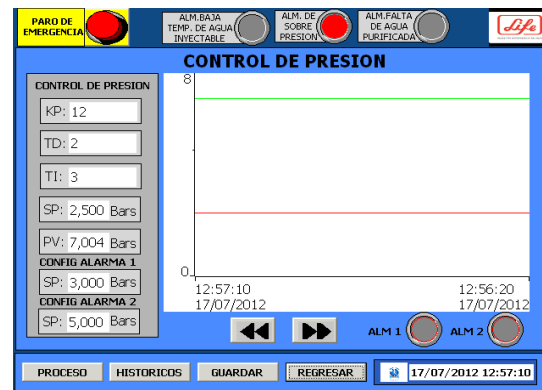 PARO DE
EMERGENCIA
ALM.BAJA
TEMP. DE AGUA
INYECTABLE
ALM. DE
SOBRE
PRESION
ALM.FALTA
DE AGUA
PURIFICADA
Life
CONTROL DE PRESION
CONTROL DE PRESION
KP: 12
TD: 2
TI: 3
SP: 2,500 Bars
PV: 7,004 Bars
CONFIG ALARMA 1
SP: 3,000 Bars
CONFIG ALARMA 2
SP: 5,000 Bars
8
0
12:57:10
17/07/2012
12:56:20
17/07/2012
ALM 1
ALM 2
PROCESO
HISTORICOS
GUARDAR
REGRESAR
17/07/2012 12:57:10